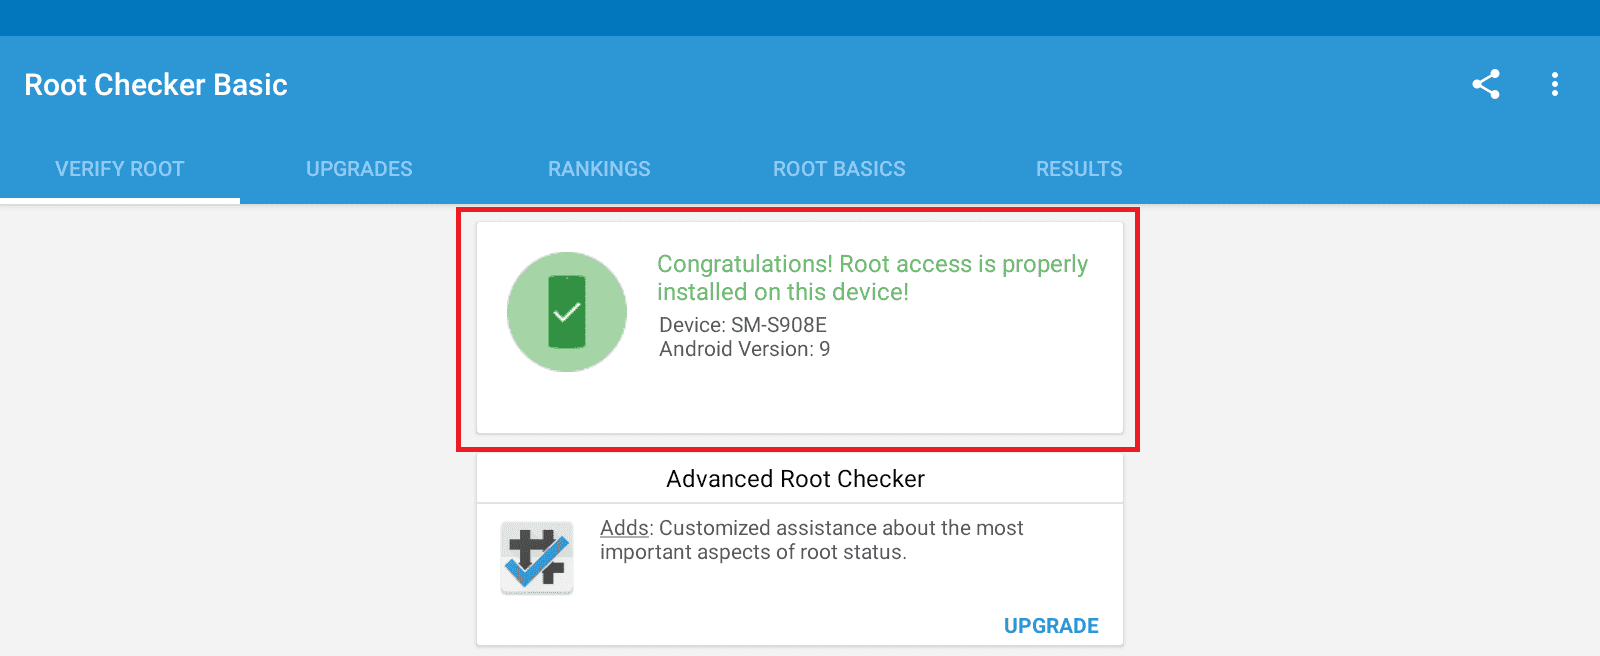 Root Checker Basic
VERIFY ROOT UPGRADES RANKINGS ROOT BASICS RESULTS
Congratulations! Root access is properly
installed on this device!
Device: SM-S908E
Android Version: 9
Advanced Root Checker
Adds: Customized assistance about the most
important aspects of root status.
UPGRADE